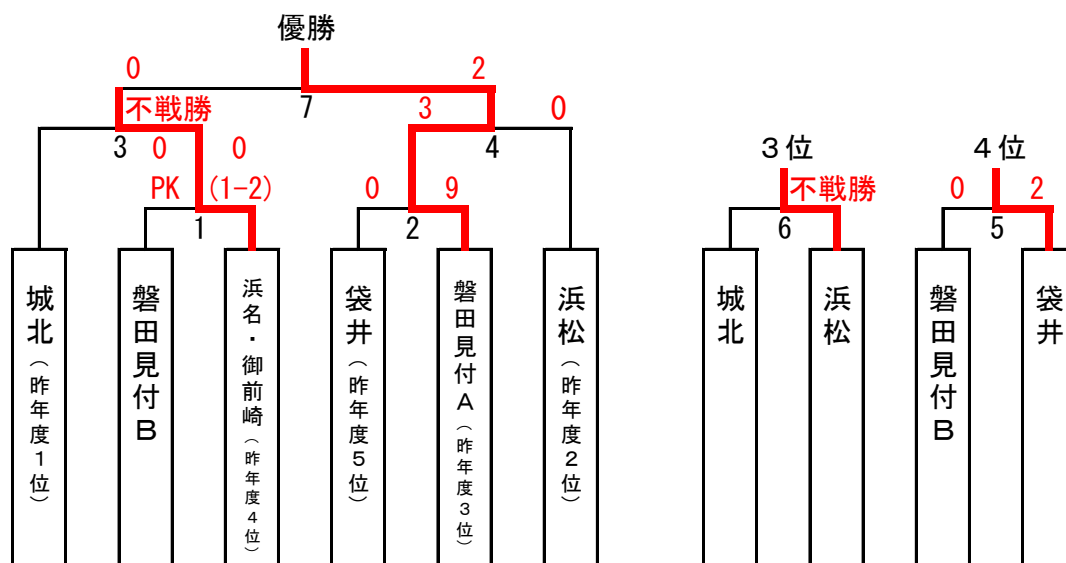 優勝
0 2
7
不戦勝 3 0
3 4
0 0
PK (1-2) 0 9
1 2
城北（昨年度1位）
磐田見付B
浜名・御前崎（昨年度4位）
袋井（昨年度5位）
磐田見付A（昨年度3位）
浜松（昨年度2位）
3位
不戦勝
6
城北
浜松
4位
0 2
5
磐田見付B
袋井